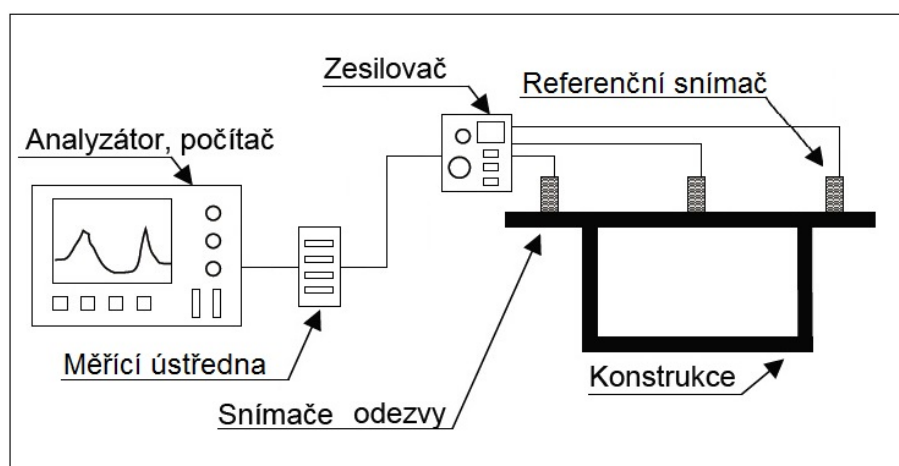 Zesilovač
Referenční snímač
Analyzátor, počítač
Měřící ústředna
Konstrukce
Snímače odezvy